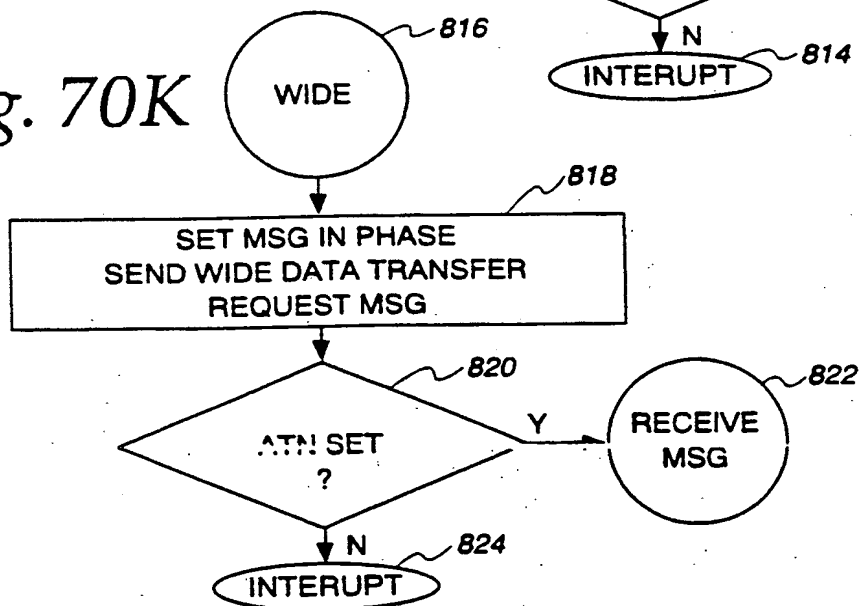 816
N
INTERUPT
814
g. 70K
WIDE
818
SET MSG IN PHASE
SEND WIDE DATA TRANSFER
REQUEST MSG
820
822
ATN SET
?
Y
RECEIVE
MSG
N
824
INTERUPT